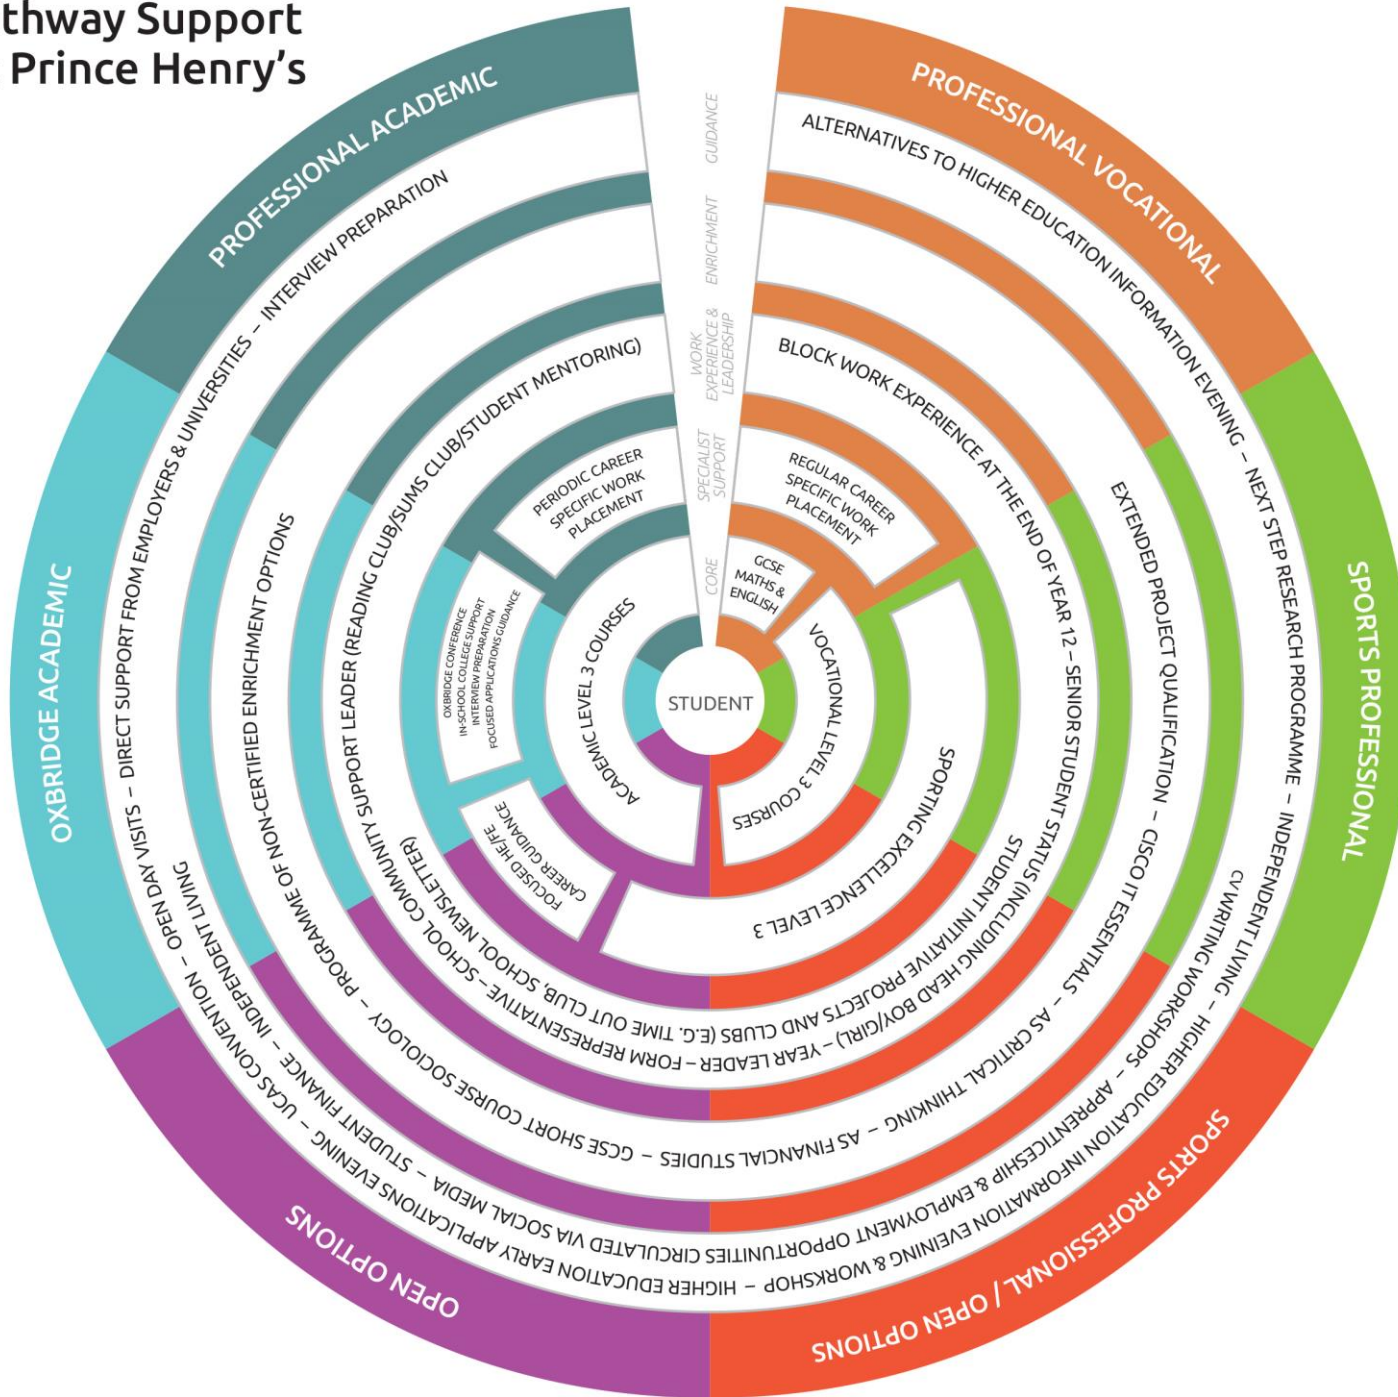 thway Support
Prince Henry's
PROFESSIONAL ACADEMIC
PROFESSIONAL VOCATIONAL
SPORTS PROFESSIONAL
SPORTS PROFESSIONAL / OPEN OPTIONS
OPEN OPTIONS
OXBRIDGE ACADEMIC
GUIDANCE
ENRICHMENT
WORK
EXPERIENCE &
LEADERSHIP
SPECIALIST
SUPPORT
CORE
ALTERNATIVES TO HIGHER EDUCATION INFORMATION EVENING – NEXT STEP RESEARCH PROGRAMME – INDEPENDENT LIVING – HIGHER EDUCATION INFORMATION EVEINING & WORKSHOP – HIGHER EDUCATION EARLY APPLICATIONS EVENING – UCAS CONVENTION – OPEN DAY VISITS – DIRECT SUPPORT FROM EMPLOYERS & UNIVERSITIES – INTERVIEW PREPARATION
CV WRITING WORKSHOPS – APPRENTICESHIP & EMPLOYMENT OPPORTUNITIES CIRCULATED VIA SOCIAL MEDIA – STUDENT FINANCE – INDEPENDENT LIVING
EXTENDED PROJECT QUALIFICATION – CISCO IT ESSENTIALS – AS CRITICAL THINKING – AS FINANCIAL STUDIES – GCSE SHORT COURSE SOCIOLOGY – PROGRAMME OF NON-CERTIFIED ENRICHMENT OPTIONS
BLOCK WORK EXPERIENCE AT THE END OF YEAR 12 – SENIOR STUDENT STATUS (INCLUDING HEAD BOY/GIRL) – YEAR LEADER – FORM REPRESENTATIVE – SCHOOL COMMUNITY SUPPORT LEADER (READING CLUB/SUMS CLUB/STUDENT MENTORING)
STUDENT INITIATIVE PROJECTS AND CLUBS (E.G. TIME OUT CLUB, SCHOOL NEWSLETTER)
REGULAR CAREER
SPECIFIC WORK
PLACEMENT
SPORTING EXCELLENCE LEVEL 3
FOCUSED HE/FE
CAREER GUIDANCE
OXBRIDGE CONFERENCE
IN-SCHOOL COLLEGE SUPPORT
INTERVIEW PREPARATION
FOCUSED APPLICATIONS GUIDANCE
PERIODIC CAREER
SPECIFIC WORK
PLACEMENT
GCSE
MATHS &
ENGLISH
VOCATIONAL LEVEL 3 COURSES
ACADEMIC LEVEL 3 COURSES
STUDENT